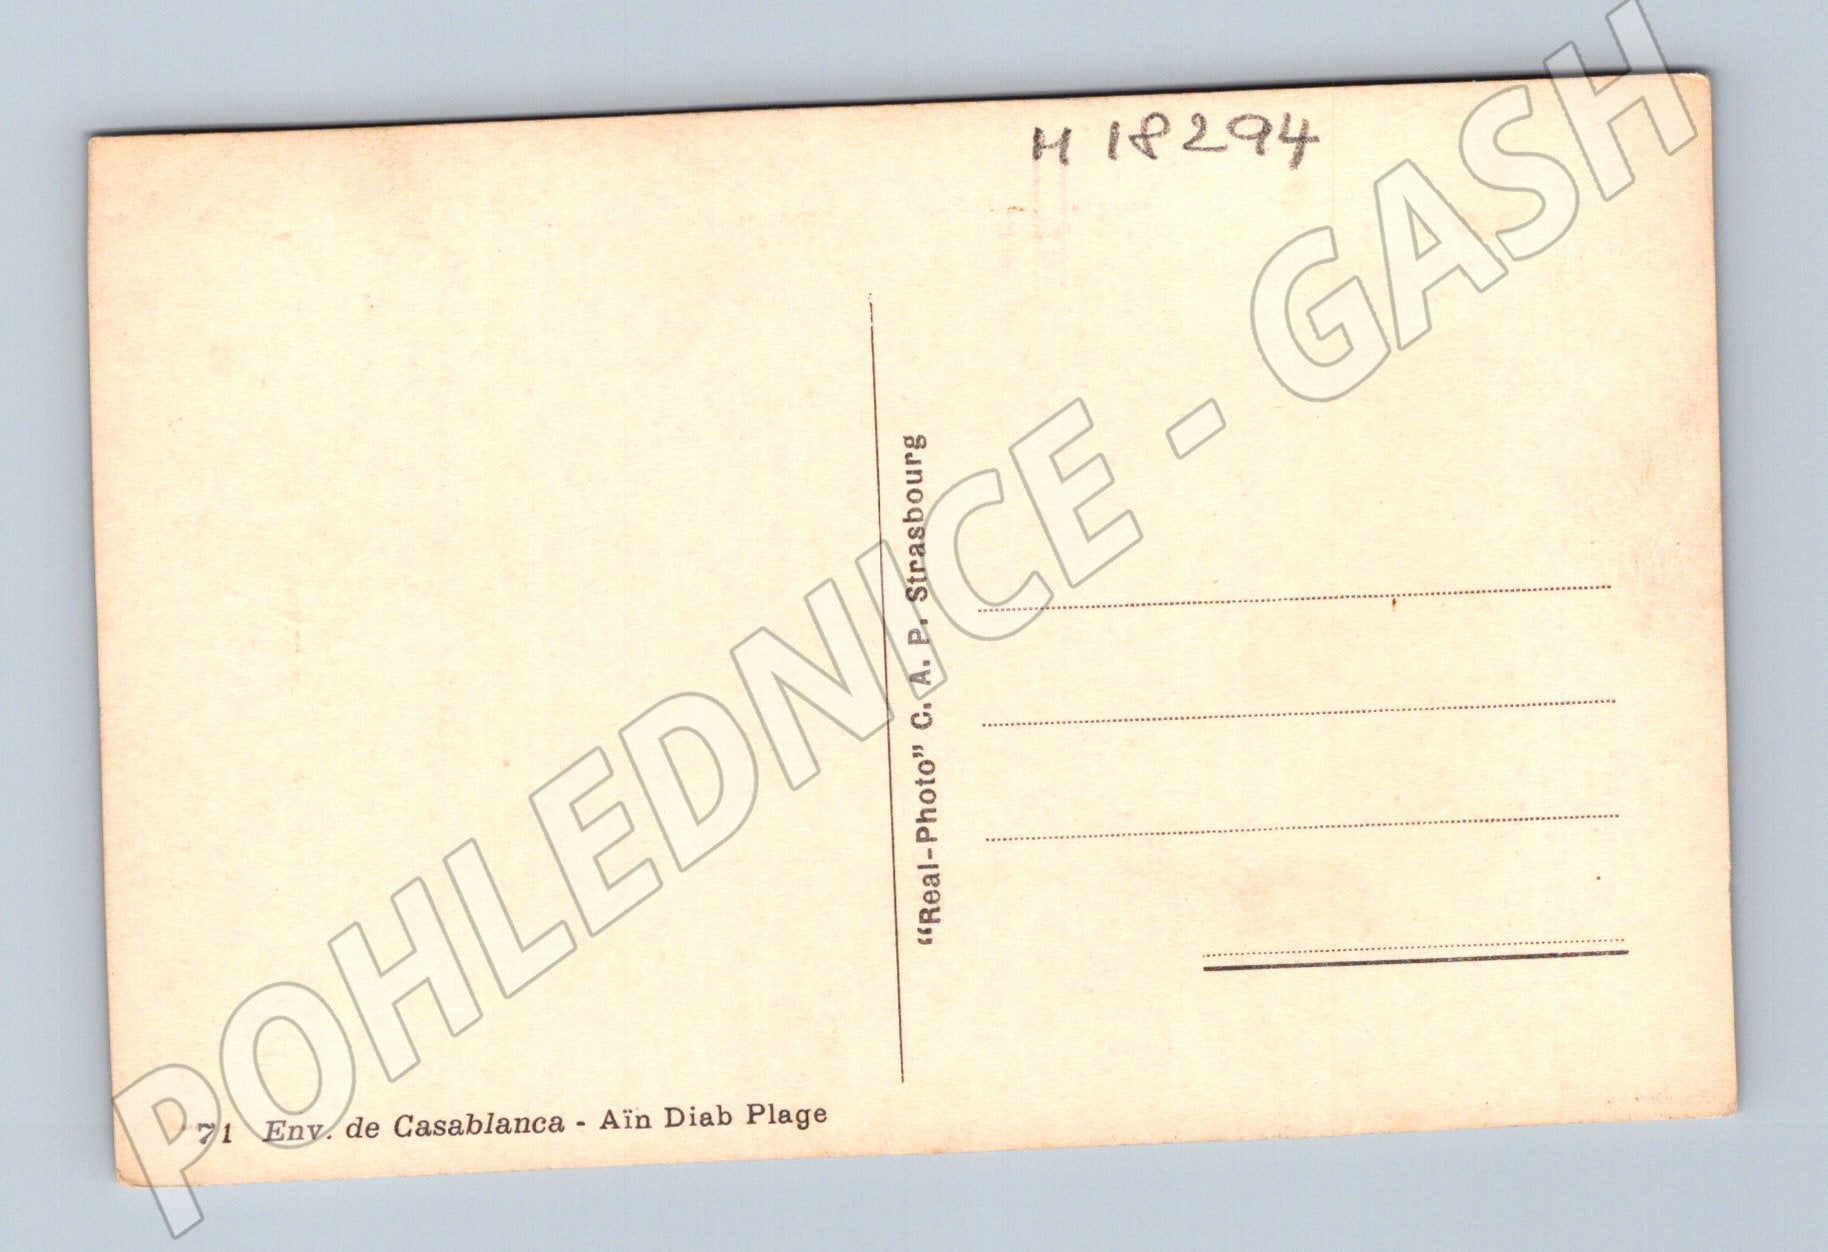 H 18294
"Real-Photo" C. A. P. Strasbourg
71 Env. de Casablanca - Aïn Diab Plage
POHLEDNICE - GASH